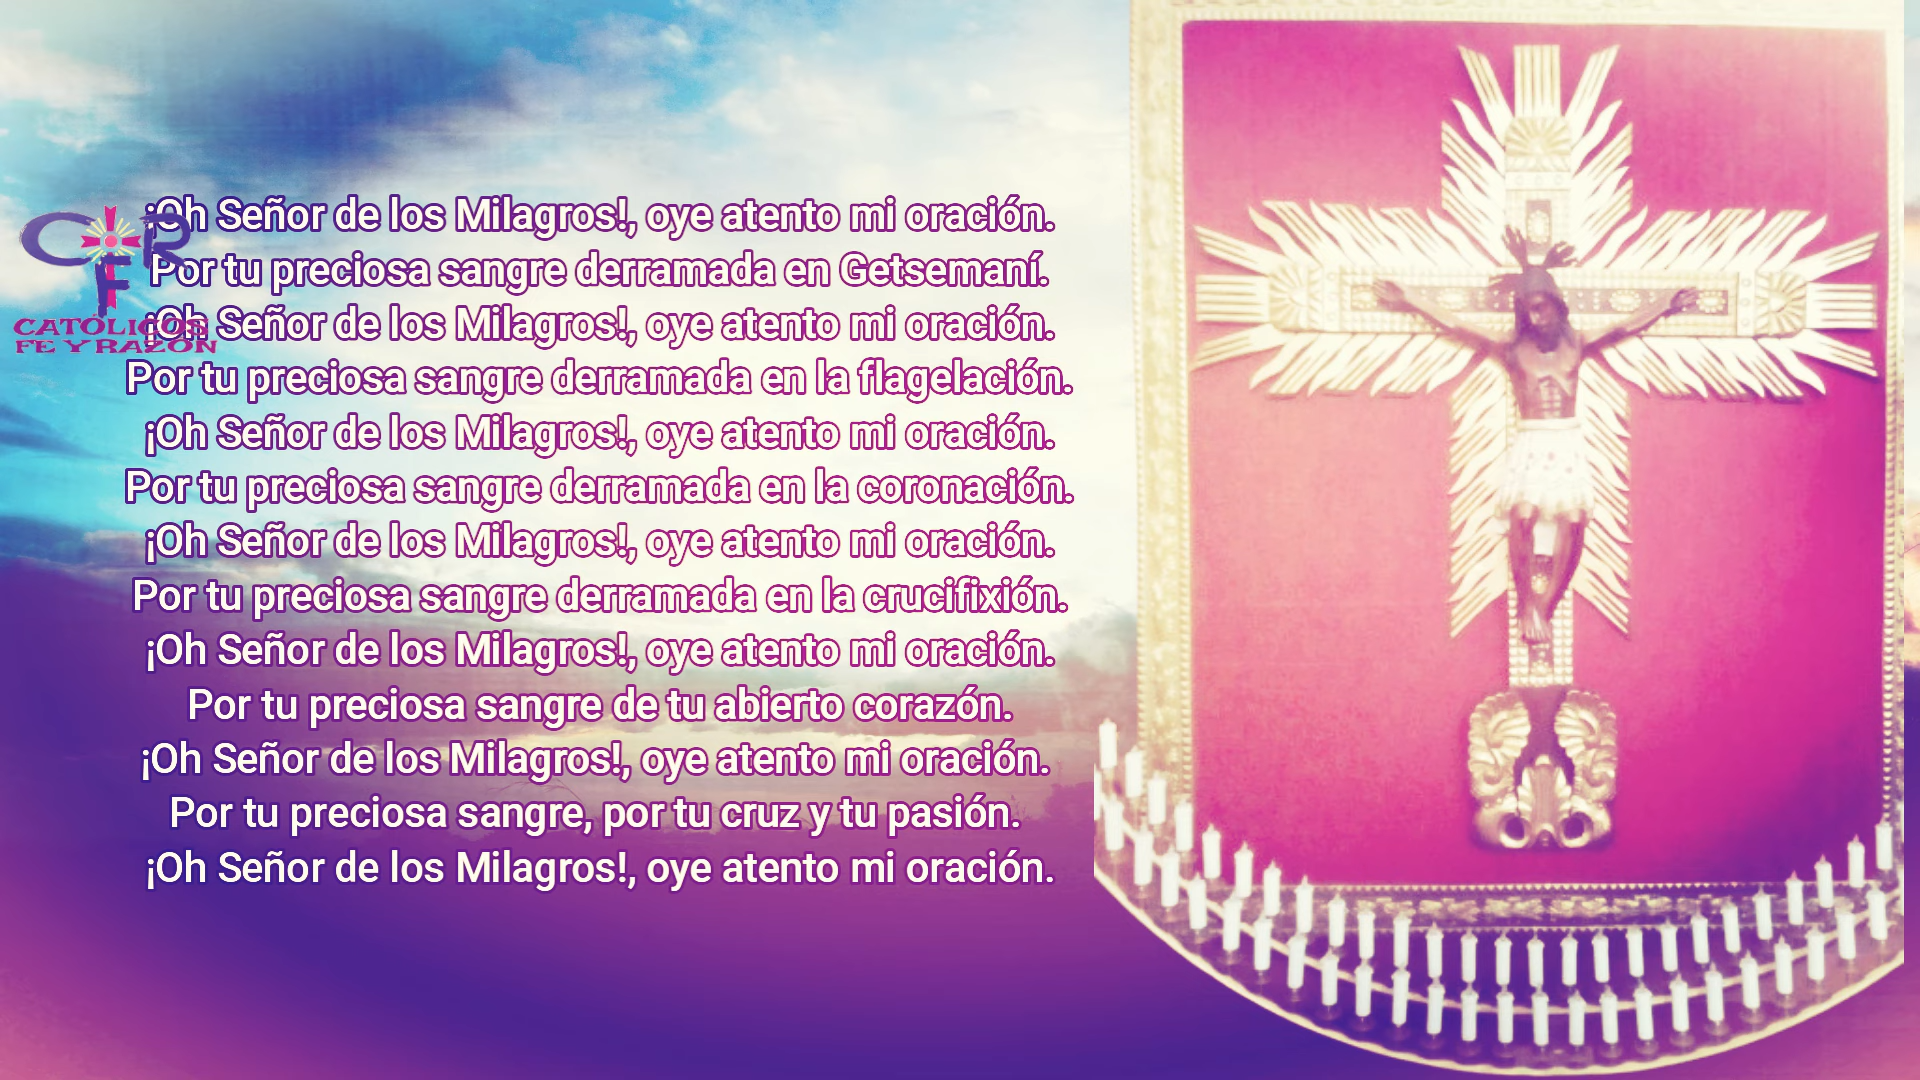 ¡Oh Señor de los Milagros!, oye atento mi oración.
Por tu preciosa sangre derramada en Getsemaní.
¡Oh Señor de los Milagros!, oye atento mi oración.
Por tu preciosa sangre derramada en la flagelación.
¡Oh Señor de los Milagros!, oye atento mi oración.
Por tu preciosa sangre derramada en la coronación.
¡Oh Señor de los Milagros!, oye atento mi oración.
Por tu preciosa sangre derramada en la crucifixión.
¡Oh Señor de los Milagros!, oye atento mi oración.
Por tu preciosa sangre de tu abierto corazón.
¡Oh Señor de los Milagros!, oye atento mi oración.
Por tu preciosa sangre, por tu cruz y tu pasión.
¡Oh Señor de los Milagros!, oye atento mi oración.
CFR
CATÓLICOS
FE Y RAZÓN